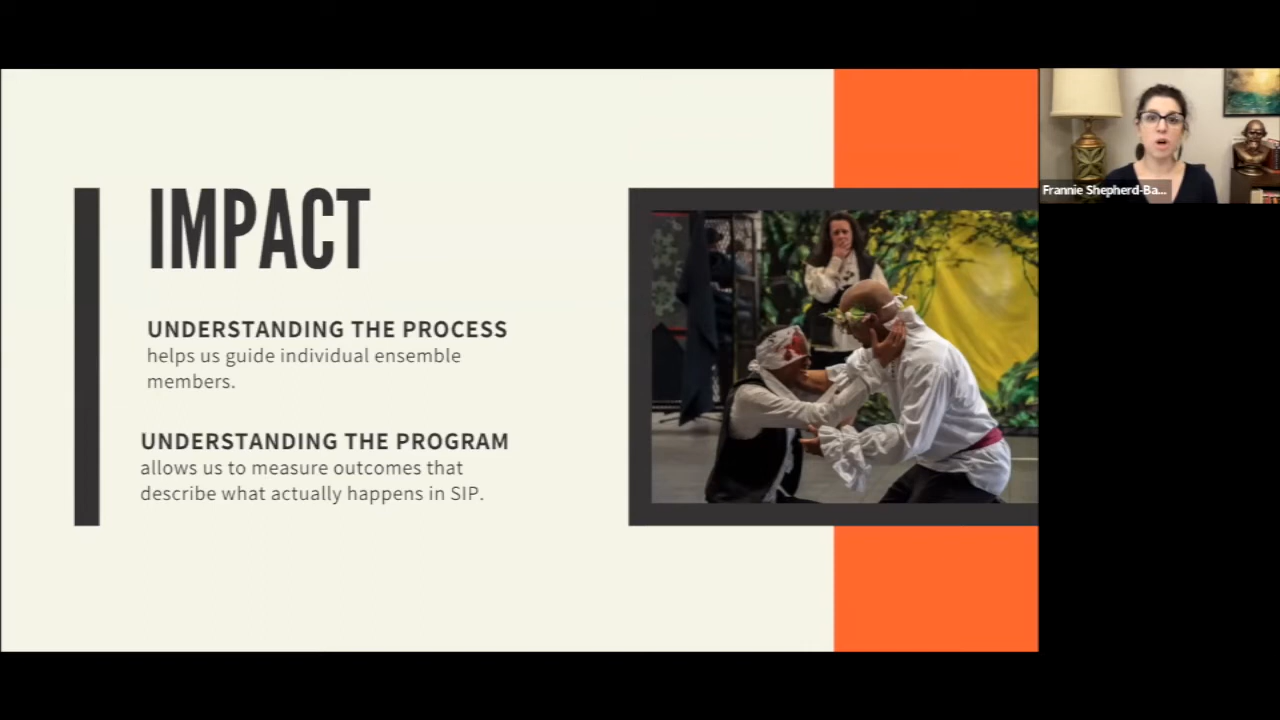 IMPACT
UNDERSTANDING THE PROCESS
helps us guide individual ensemble
members.
UNDERSTANDING THE PROGRAM
allows us to measure outcomes that
describe what actually happens in SIP.
Frannie Shepherd-Ba...